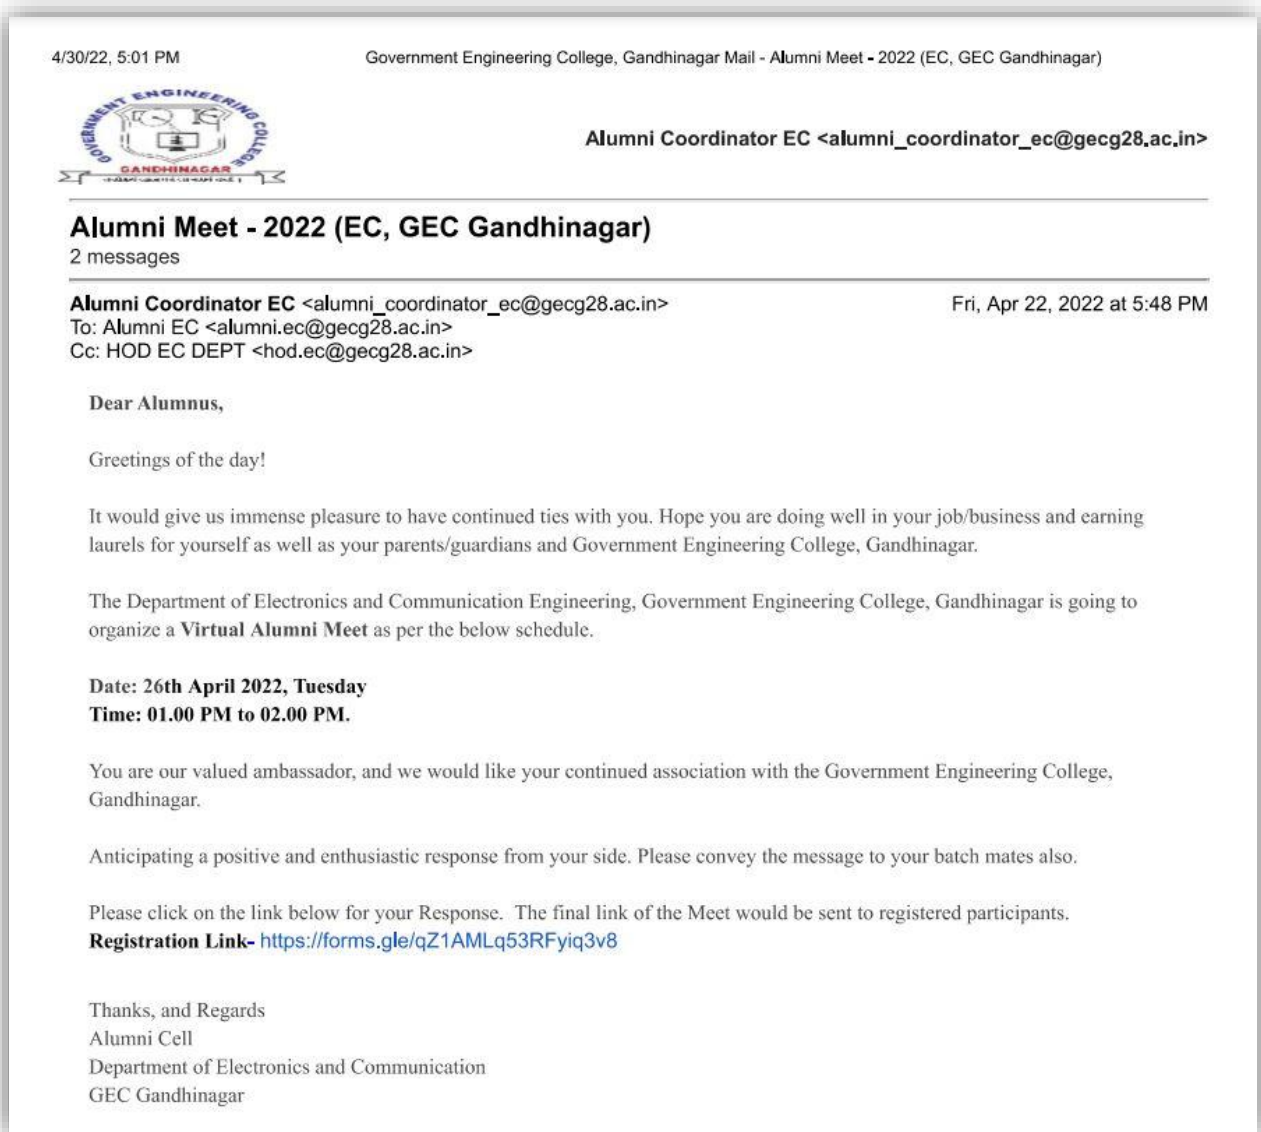 4/30/22, 5:01 PM
Government Engineering College, Gandhinagar Mail - Alumni Meet - 2022 (EC, GEC Gandhinagar)
GOVERNMENT ENGINEERING COLLEGE
GANDHINAGAR
Alumni Coordinator EC <alumni_coordinator_ec@gecg28.ac.in>
Alumni Meet - 2022 (EC, GEC Gandhinagar)
2 messages
Alumni Coordinator EC <alumni_coordinator_ec@gecg28.ac.in>
Fri, Apr 22, 2022 at 5:48 PM
To: Alumni EC <alumni.ec@gecg28.ac.in>
Cc: HOD EC DEPT <hod.ec@gecg28.ac.in>
Dear Alumnus,
Greetings of the day!
It would give us immense pleasure to have continued ties with you. Hope you are doing well in your job/business and earning
laurels for yourself as well as your parents/guardians and Government Engineering College, Gandhinagar.
The Department of Electronics and Communication Engineering, Government Engineering College, Gandhinagar is going to
organize a Virtual Alumni Meet as per the below schedule.
Date: 26th April 2022, Tuesday
Time: 01.00 PM to 02.00 PM.
You are our valued ambassador, and we would like your continued association with the Government Engineering College,
Gandhinagar.
Anticipating a positive and enthusiastic response from your side. Please convey the message to your batch mates also.
Please click on the link below for your Response.  The final link of the Meet would be sent to registered participants.
Registration Link- https://forms.gle/qZ1AMLq53RFyiq3v8
Thanks, and Regards
Alumni Cell
Department of Electronics and Communication
GEC Gandhinagar